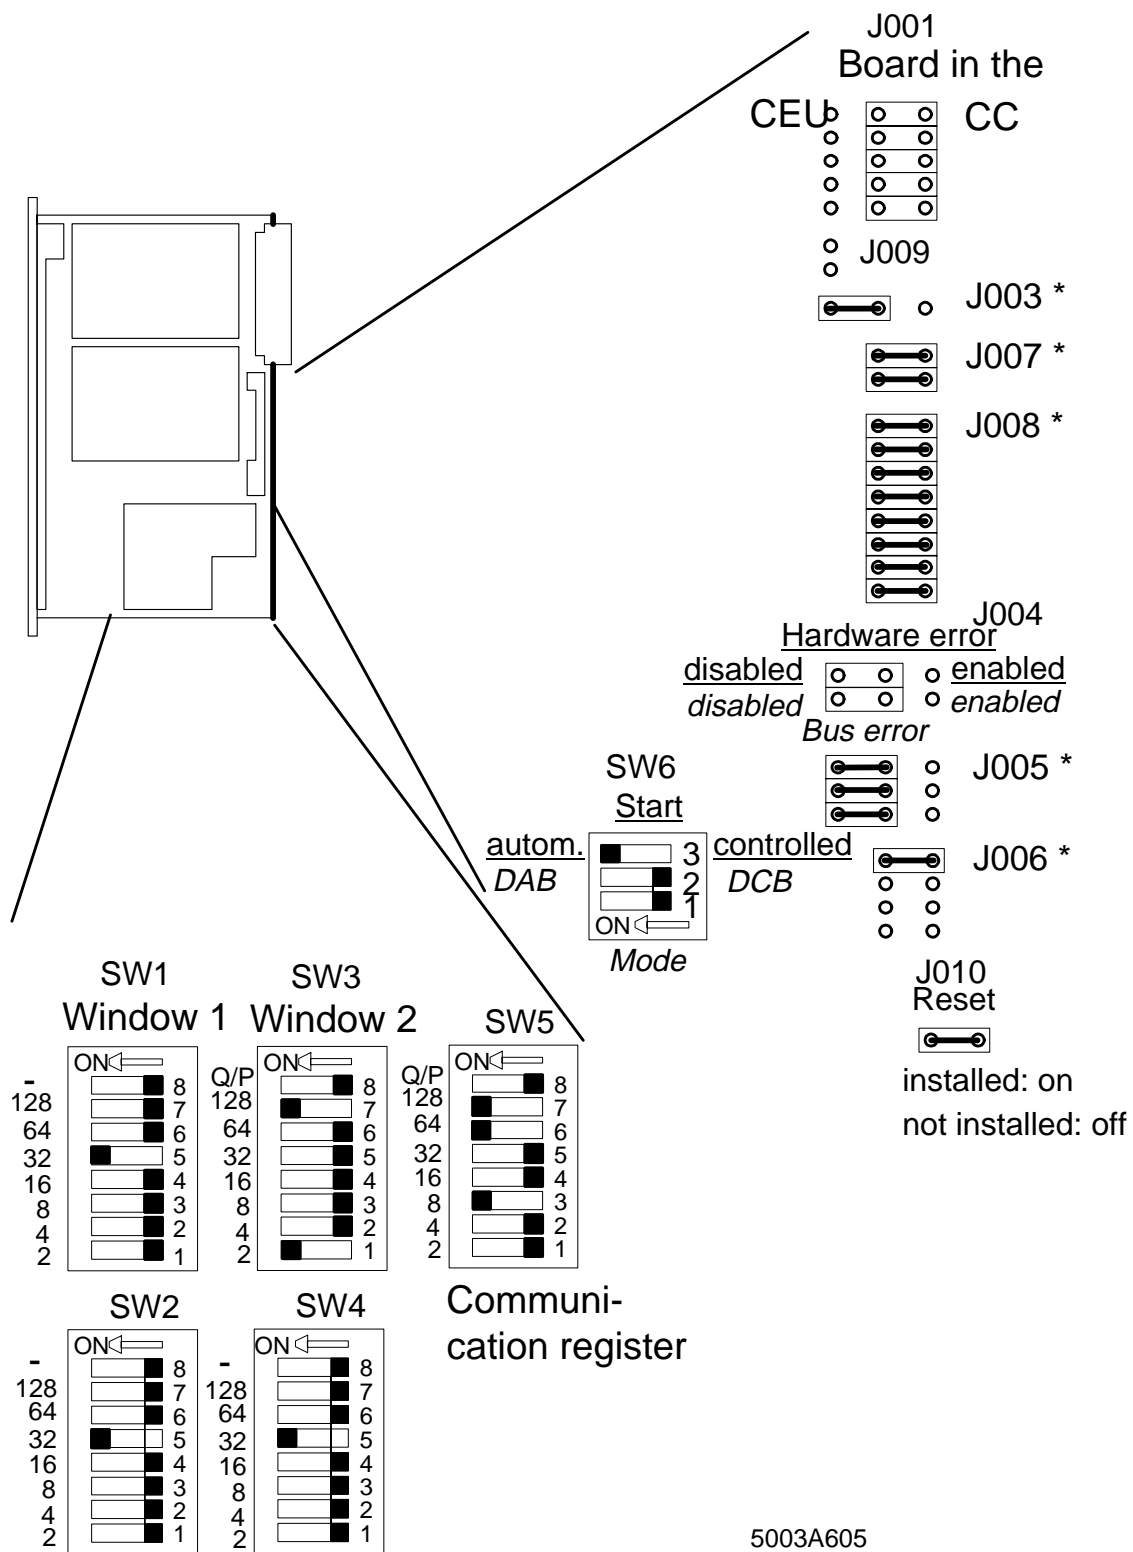 J001
Board in the
CEU
CC
J009
J003 *
J007 *
J008 *
J004
Hardware error
disabled
enabled
disabled
enabled
Bus error
J005 *
SW6
Start
autom.
3
controlled
DAB
2
DCB
1
ON
Mode
J006 *
J010
Reset
installed: on
not installed: off
SW1
Window 1
ON
- 8
128 7
64 6
32 5
16 4
8 3
4 2
2 1
SW3
Window 2
ON
Q/P 8
128 7
64 6
32 5
16 4
8 3
4 2
2 1
SW5
ON
Q/P 8
128 7
64 6
32 5
16 4
8 3
4 2
2 1
Communi-
cation register
SW2
ON
- 8
128 7
64 6
32 5
16 4
8 3
4 2
2 1
SW4
ON
- 8
128 7
64 6
32 5
16 4
8 3
4 2
2 1
5003A605